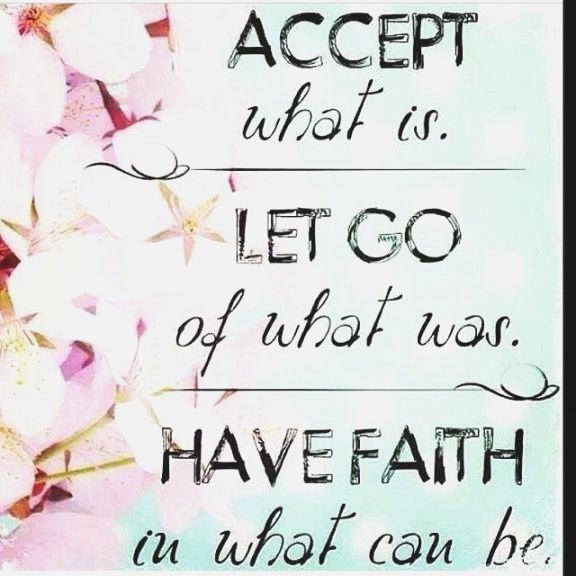 ACCEPT
what is.
LET GO
of what was.
HAVE FAITH
in what can be.